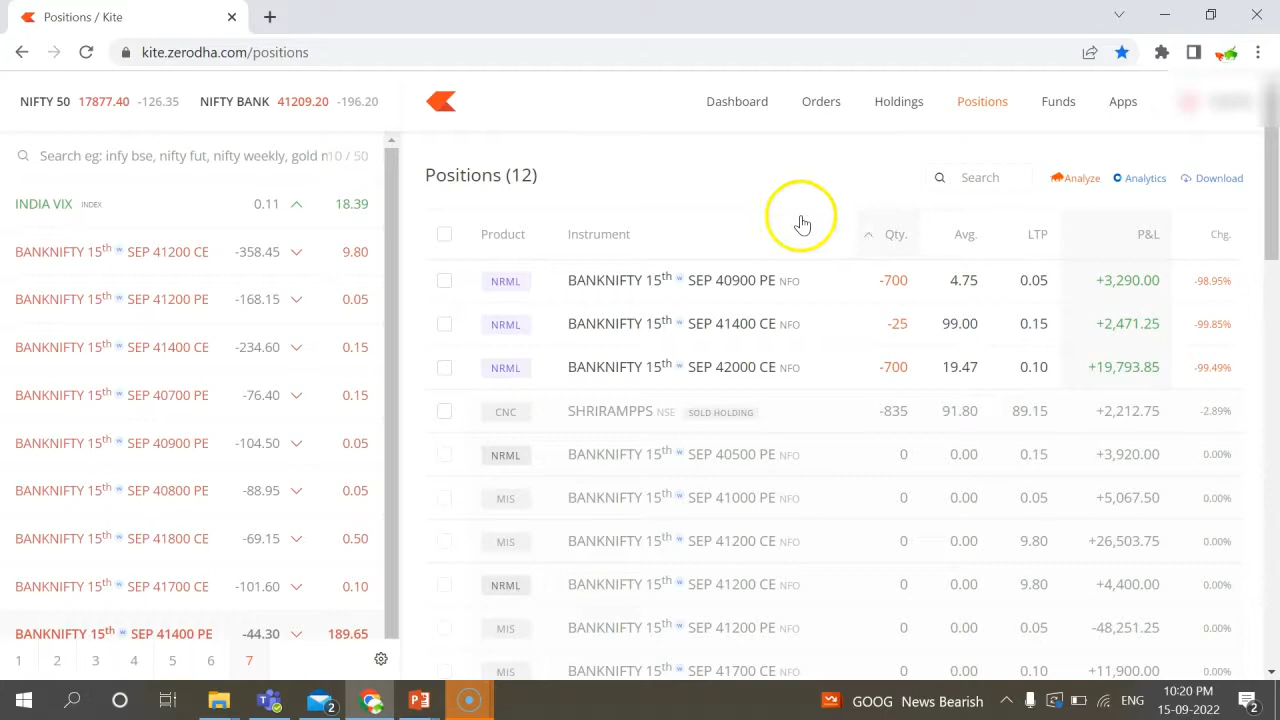 Positions / Kite
kite.zerodha.com/positions
NIFTY 50 17877.40 -126.35 NIFTY BANK 41209.20 -196.20
Dashboard Orders Holdings Positions Funds Apps
Search eg: infy bse, nifty fut, nifty weekly, gold m 10 / 50
INDIA VIX INDEX 0.11 18.39
BANKNIFTY 15th w SEP 41200 CE -358.45 9.80
BANKNIFTY 15th w SEP 41200 PE -168.15 0.05
BANKNIFTY 15th w SEP 41400 CE -234.60 0.15
BANKNIFTY 15th w SEP 40700 PE -76.40 0.15
BANKNIFTY 15th w SEP 40900 PE -104.50 0.05
BANKNIFTY 15th w SEP 40800 PE -88.95 0.05
BANKNIFTY 15th w SEP 41800 CE -69.15 0.50
BANKNIFTY 15th w SEP 41700 CE -101.60 0.10
BANKNIFTY 15th w SEP 41400 PE -44.30 189.65
1 2 3 4 5 6 7
Positions (12)
Search Analyze Analytics Download
Product Instrument Qty. Avg. LTP P&L Chg.
NRML BANKNIFTY 15th w SEP 40900 PE NFO -700 4.75 0.05 +3,290.00 -98.95%
NRML BANKNIFTY 15th w SEP 41400 CE NFO -25 99.00 0.15 +2,471.25 -99.85%
NRML BANKNIFTY 15th w SEP 42000 CE NFO -700 19.47 0.10 +19,793.85 -99.49%
CNC SHRIRAMPPS NSE SOLD HOLDING -835 91.80 89.15 +2,212.75 -2.89%
NRML BANKNIFTY 15th w SEP 40500 PE NFO 0 0.00 0.15 +3,920.00 0.00%
MIS BANKNIFTY 15th w SEP 41000 PE NFO 0 0.00 0.05 +5,067.50 0.00%
MIS BANKNIFTY 15th w SEP 41200 CE NFO 0 0.00 9.80 +26,503.75 0.00%
NRML BANKNIFTY 15th w SEP 41200 CE NFO 0 0.00 9.80 +4,400.00 0.00%
MIS BANKNIFTY 15th w SEP 41200 PE NFO 0 0.00 0.05 -48,251.25 0.00%
MIS BANKNIFTY 15th w SEP 41700 CE NFO 0 0.00 0.10 +11,900.00 0.00%
2 GOOG News Bearish ENG 10:20 PM 2
15-09-2022